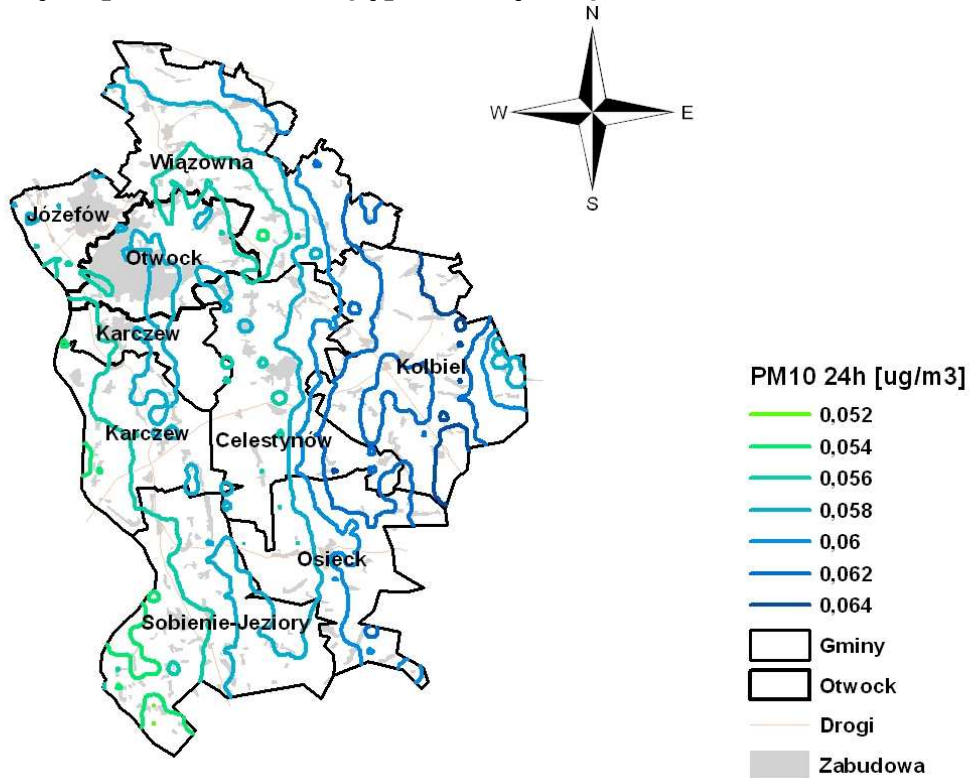 N
W
E
S
Wiązowna
Józefów
Otwock
Karczew
Kolbiel
Karczew
Celestynów
Osieck
Sobienie-Jeziory
PM10 24h [ug/m3]
0,052
0,054
0,056
0,058
0,06
0,062
0,064
Gminy
Otwock
Drogi
Zabudowa